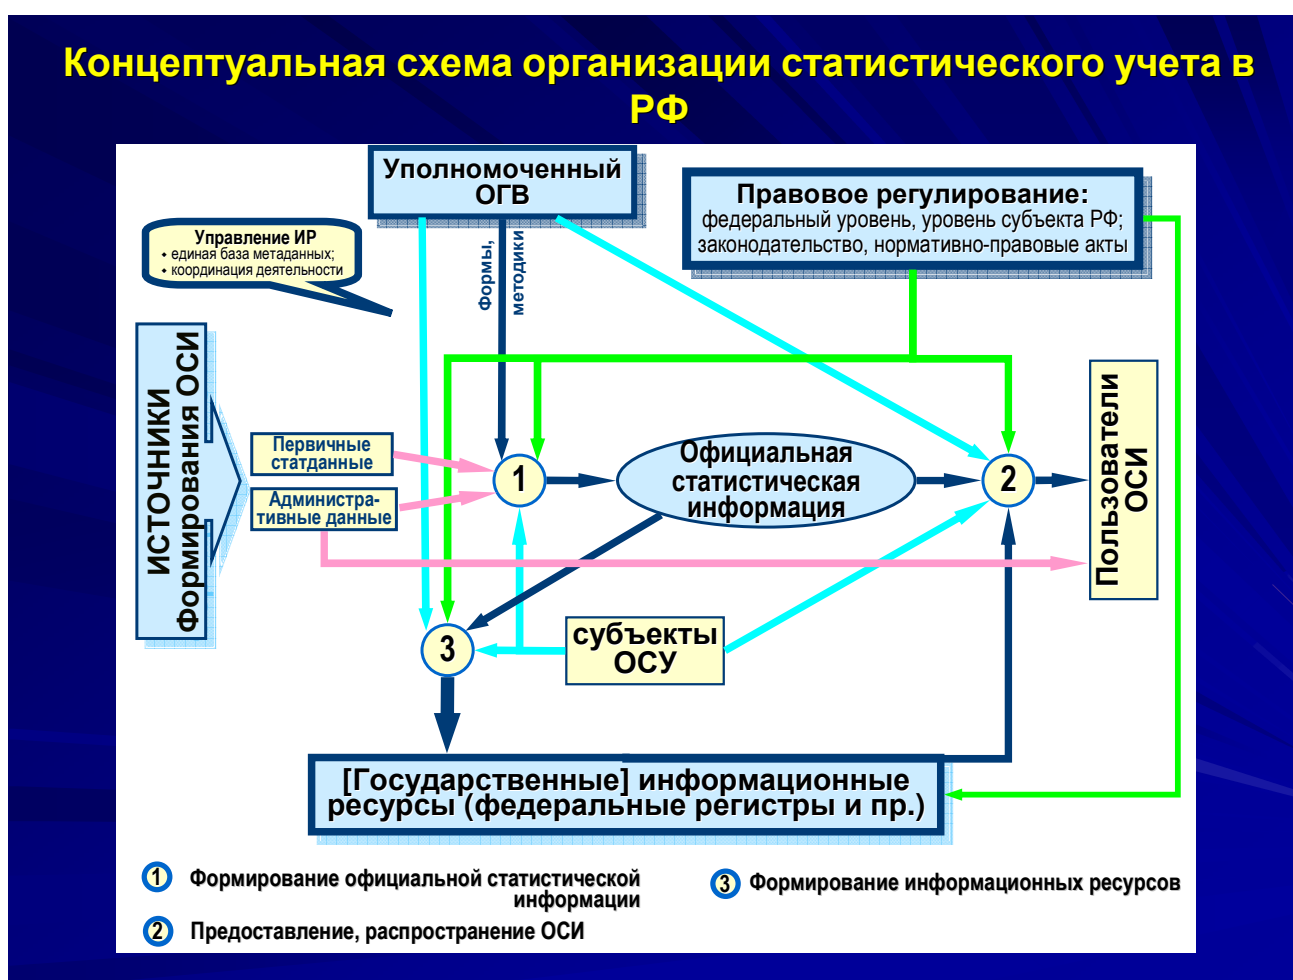 Концептуальная схема организации статистического учета в
РФ
Уполномоченный
ОГВ
Правовое регулирование:
федеральный уровень, уровень субъекта РФ;
законодательство, нормативно-правовые акты
Управление ИР
• единая база метаданных;
• координация деятельности
Формы,
методики
ИСТОЧНИКИ
Формирования ОСИ
Первичные
статданные
Администра-
тивные данные
1
Официальная
статистическая
информация
2
Пользователи
ОСИ
3
субъекты
ОСУ
[Государственные] информационные
ресурсы (федеральные регистры и пр.)
1 Формирование официальной статистической
информации
2 Предоставление, распространение ОСИ
3 Формирование информационных ресурсов